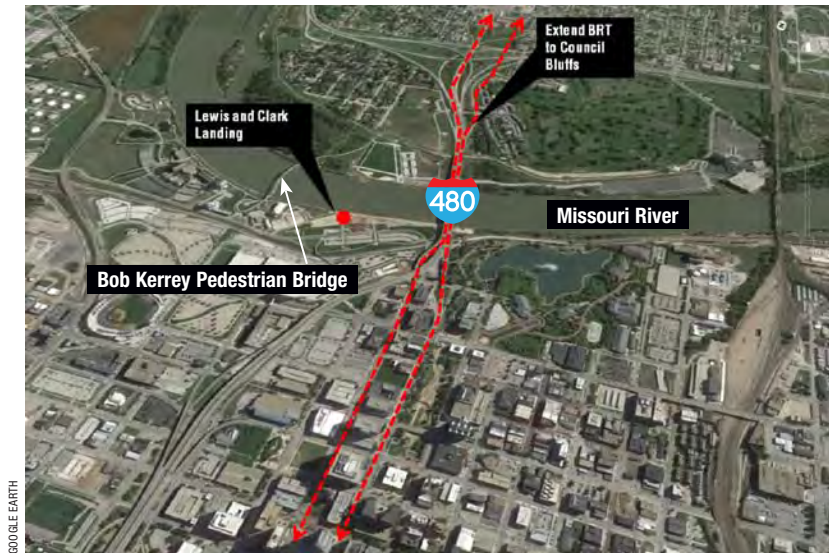 Extend BRT
to Council
Bluffs
Lewis and Clark
Landing
480
Missouri River
Bob Kerrey Pedestrian Bridge
GOOGLE EARTH